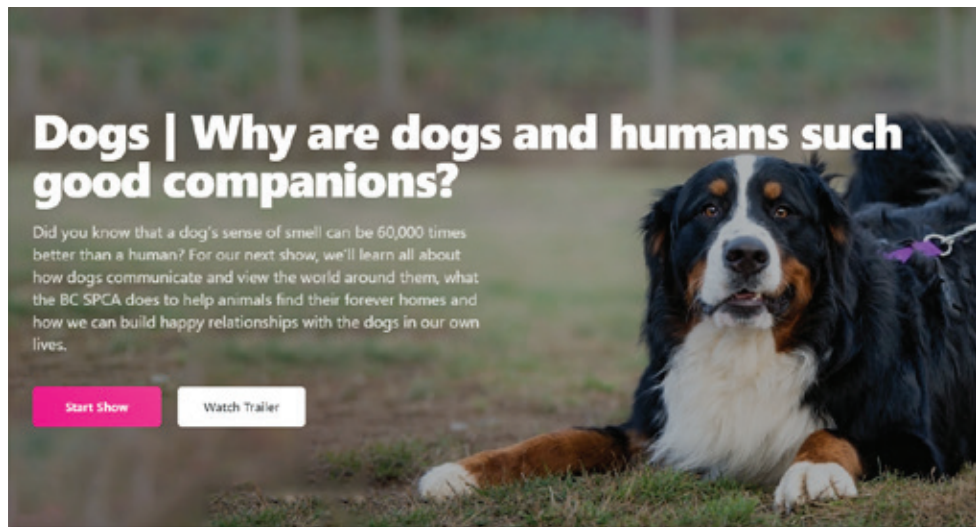 Dogs | Why are dogs and humans such
good companions?
Did you know that a dog's sense of smell can be 60,000 times
better than a human? For our next show, we'll learn all about
how dogs communicate and view the world around them, what
the BC SPCA does to help animals find their forever homes and
how we can build happy relationships with the dogs in our own
lives.
Start Show
Watch Trailer